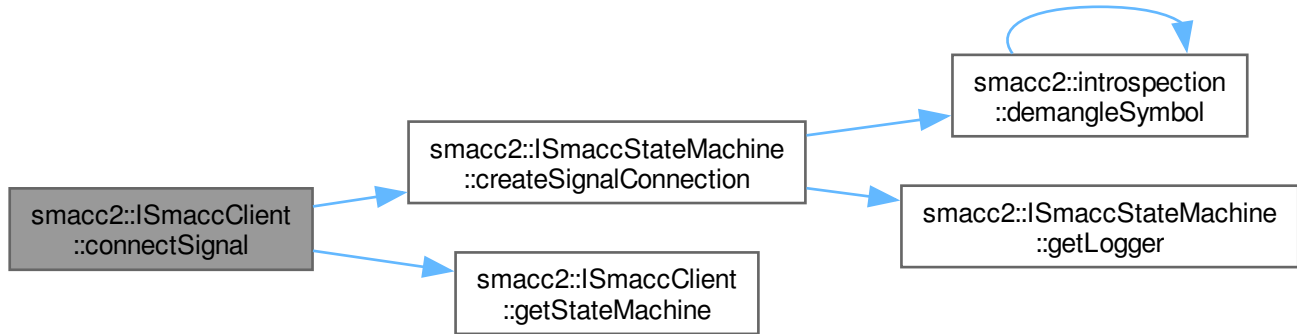 smacc2::introspection
::demangleSymbol
smacc2::ISmaccStateMachine
::createSignalConnection
smacc2::ISmaccClient
::connectSignal
smacc2::ISmaccStateMachine
::getLogger
smacc2::ISmaccClient
::getStateMachine